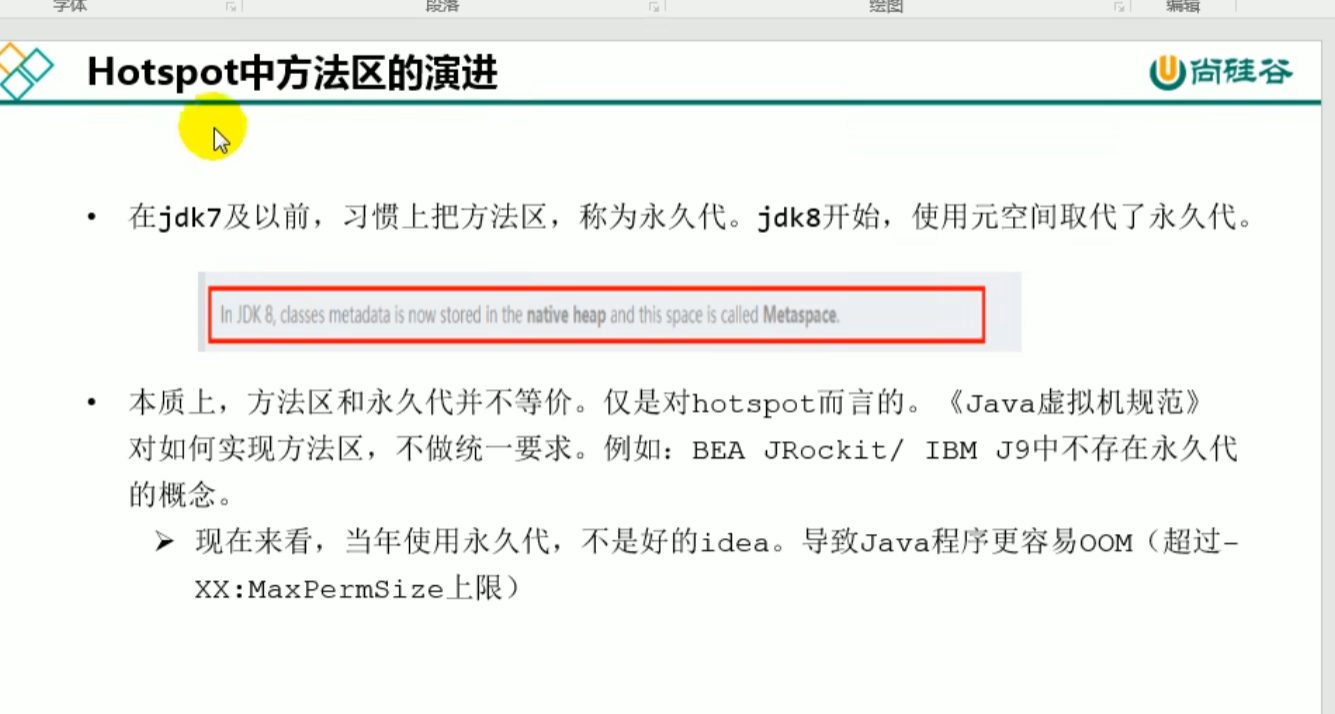 字体 段落 绘图 编辑
Hotspot中方法区的演进
尚硅谷
• 在jdk7及以前，习惯上把方法区，称为永久代。jdk8开始，使用元空间取代了永久代。
In JDK 8, classes metadata is now stored in the native heap and this space is called Metaspace.
• 本质上，方法区和永久代并不等价。仅是对hotspot而言的。《Java虚拟机规范》
对如何实现方法区，不做统一要求。例如：BEA JRockit/ IBM J9中不存在永久代
的概念。
➢ 现在来看，当年使用永久代，不是好的idea。导致Java程序更容易OOM（超过-
XX:MaxPermSize上限）